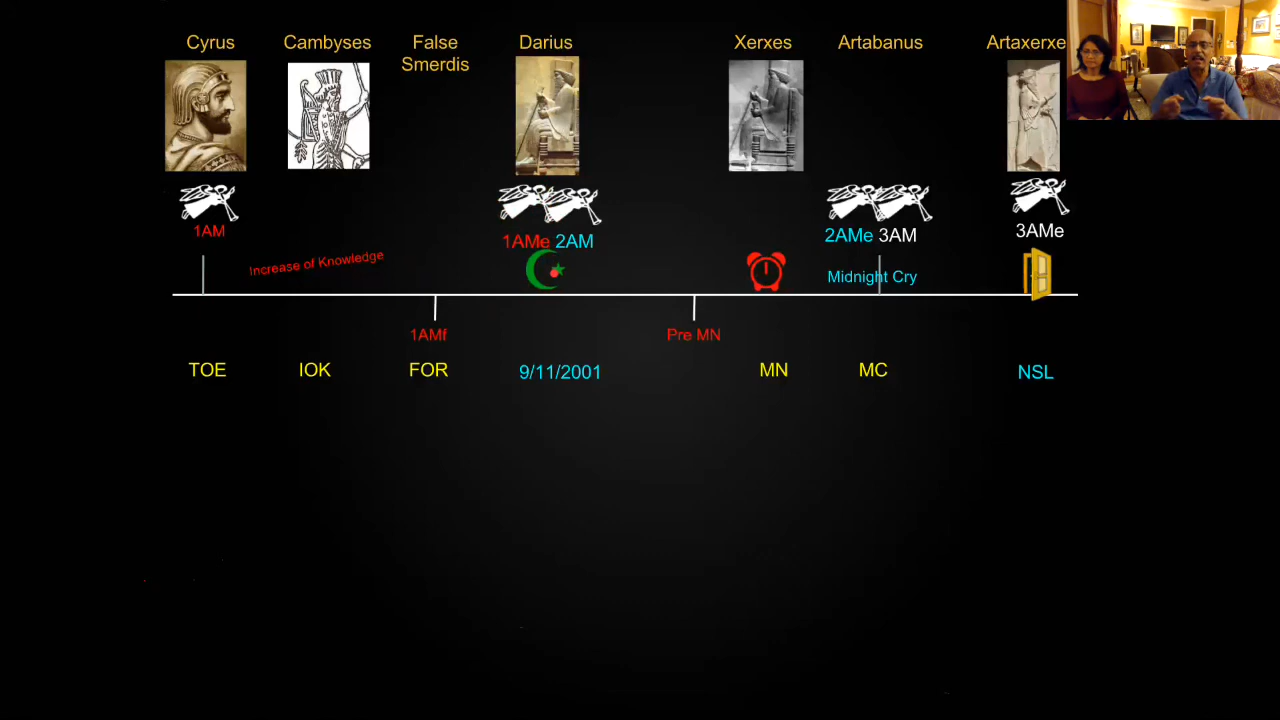 Cyrus
Cambyses
False
Smerdis
Darius
Xerxes
Artabanus
Artaxerxe
1AM
1AMe 2AM
2AMe 3AM
3AMe
Increase of Knowledge
Midnight Cry
1AMf
Pre MN
TOE
IOK
FOR
9/11/2001
MN
MC
NSL